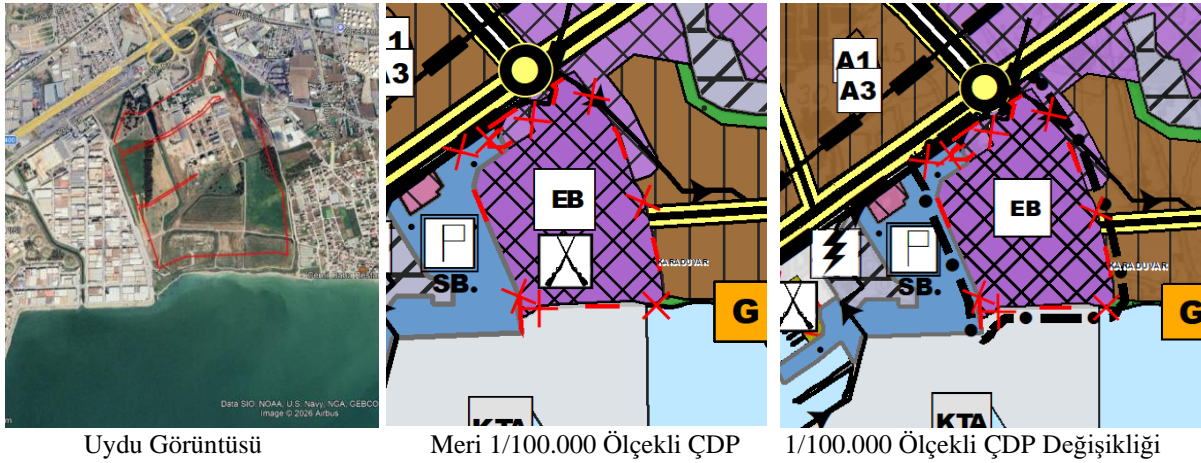 Data SIO: NOAA, U.S. Navy, NGA, GEBCO
Image © 2026 Airbus
A3
EB
P
SB.
KARADUVAR
G
KTA
A1
A3
EB
P
SB.
KARADUVAR
G
KTA
Uydu Görüntüsü
Meri 1/100.000 Ölçekli ÇDP
1/100.000 Ölçekli ÇDP Değişikliği